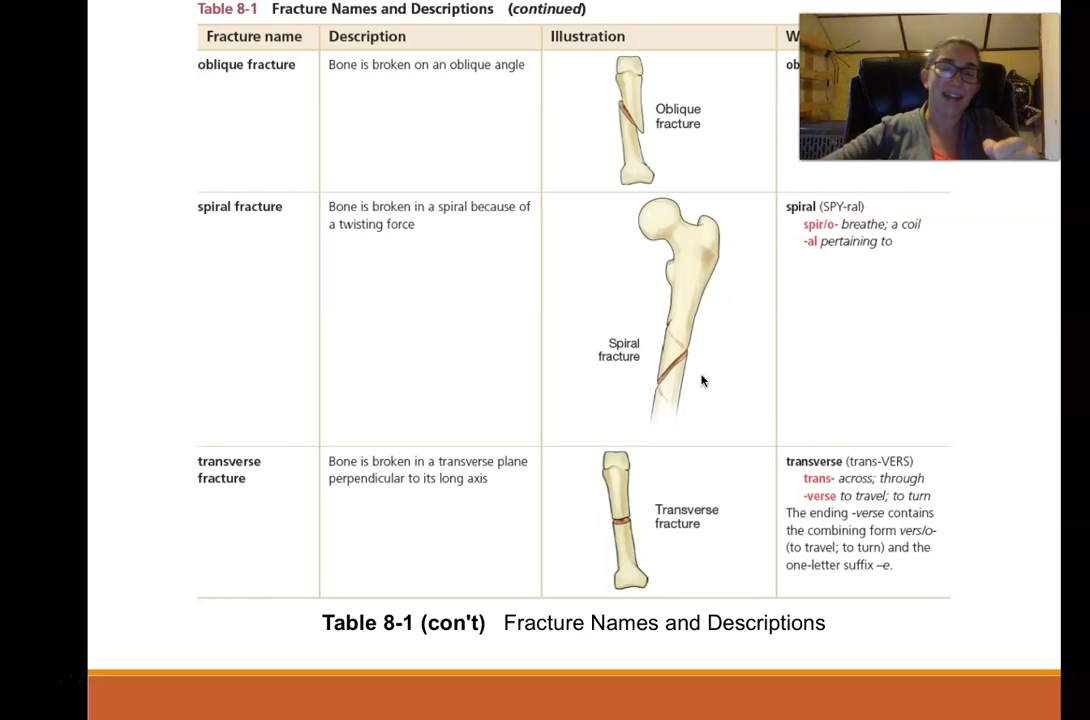 Table 8-1 Fracture Names and Descriptions (continued)
Fracture name Description Illustration
oblique fracture Bone is broken on an oblique angle
Oblique
fracture
spiral fracture Bone is broken in a spiral because of
a twisting force
Spiral
fracture
spiral (SPY-ral)
spir/o- breathe; a coil
-al pertaining to
transverse
fracture
Bone is broken in a transverse plane
perpendicular to its long axis
Transverse
fracture
transverse (trans-VERS)
trans- across; through
-verse to travel; to turn
The ending -verse contains
the combining form vers/o-
(to travel; to turn) and the
one-letter suffix –e.
Table 8-1 (con't) Fracture Names and Descriptions